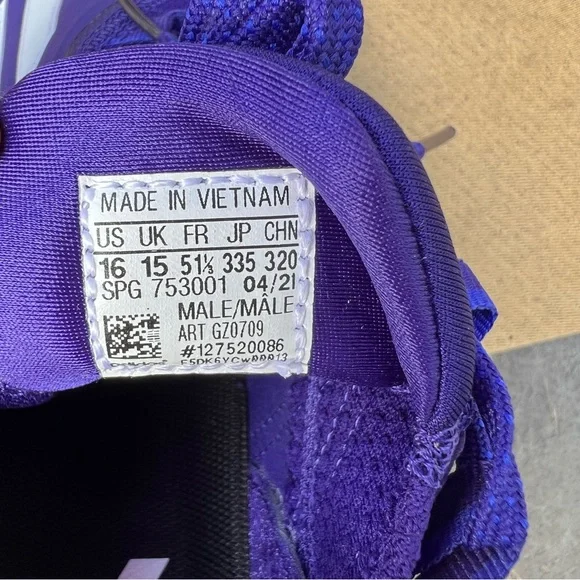 MADE IN VIETNAM
US UK FR JP CHN
16 15 51⅓ 335 320
SPG 753001 04/21
MALE/MÂLE
ART GZ0709
#127520086